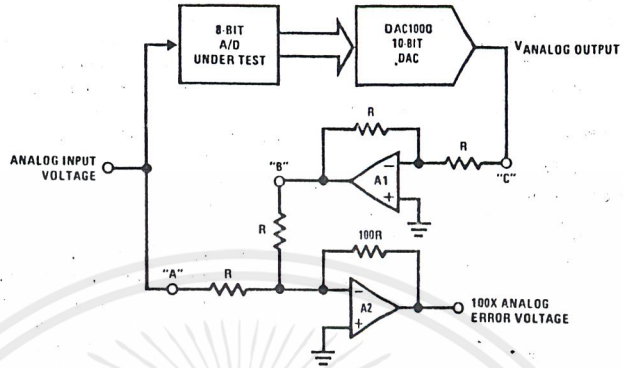 8-BIT
A/D
UNDER TEST
DAC1000
10-BIT
DAC
VANALOG OUTPUT
R
R
ANALOG INPUT
VOLTAGE
"B"
A1
"C"
R
100R
"A"
R
A2
100X ANALOG
ERROR VOLTAGE